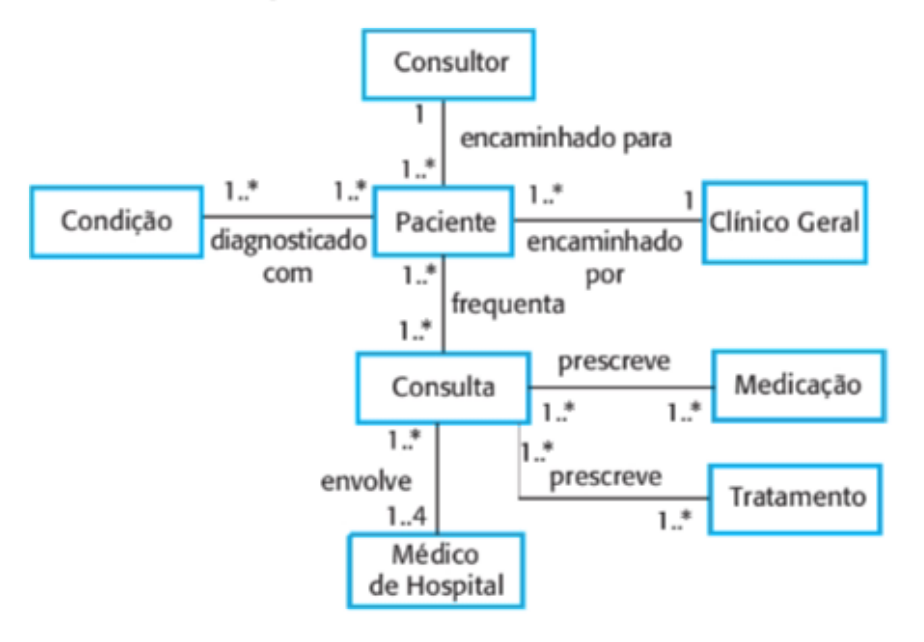 Consultor
1
encaminhado para
1..*
1..*
1..*
1..*
1
Condição
Paciente
Clínico Geral
diagnosticado
com
encaminhado
por
1..*
frequenta
1..*
prescreve
Consulta
Medicação
1..*
1..*
1..*
1..*
envolve
prescreve
Tratamento
1..4
1..*
Médico
de Hospital